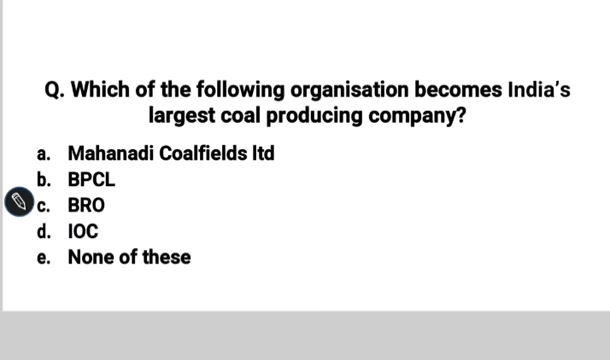 Q. Which of the following organisation becomes India's
largest coal producing company?
a. Mahanadi Coalfields ltd
b. BPCL
c. BRO
d. IOC
e. None of these